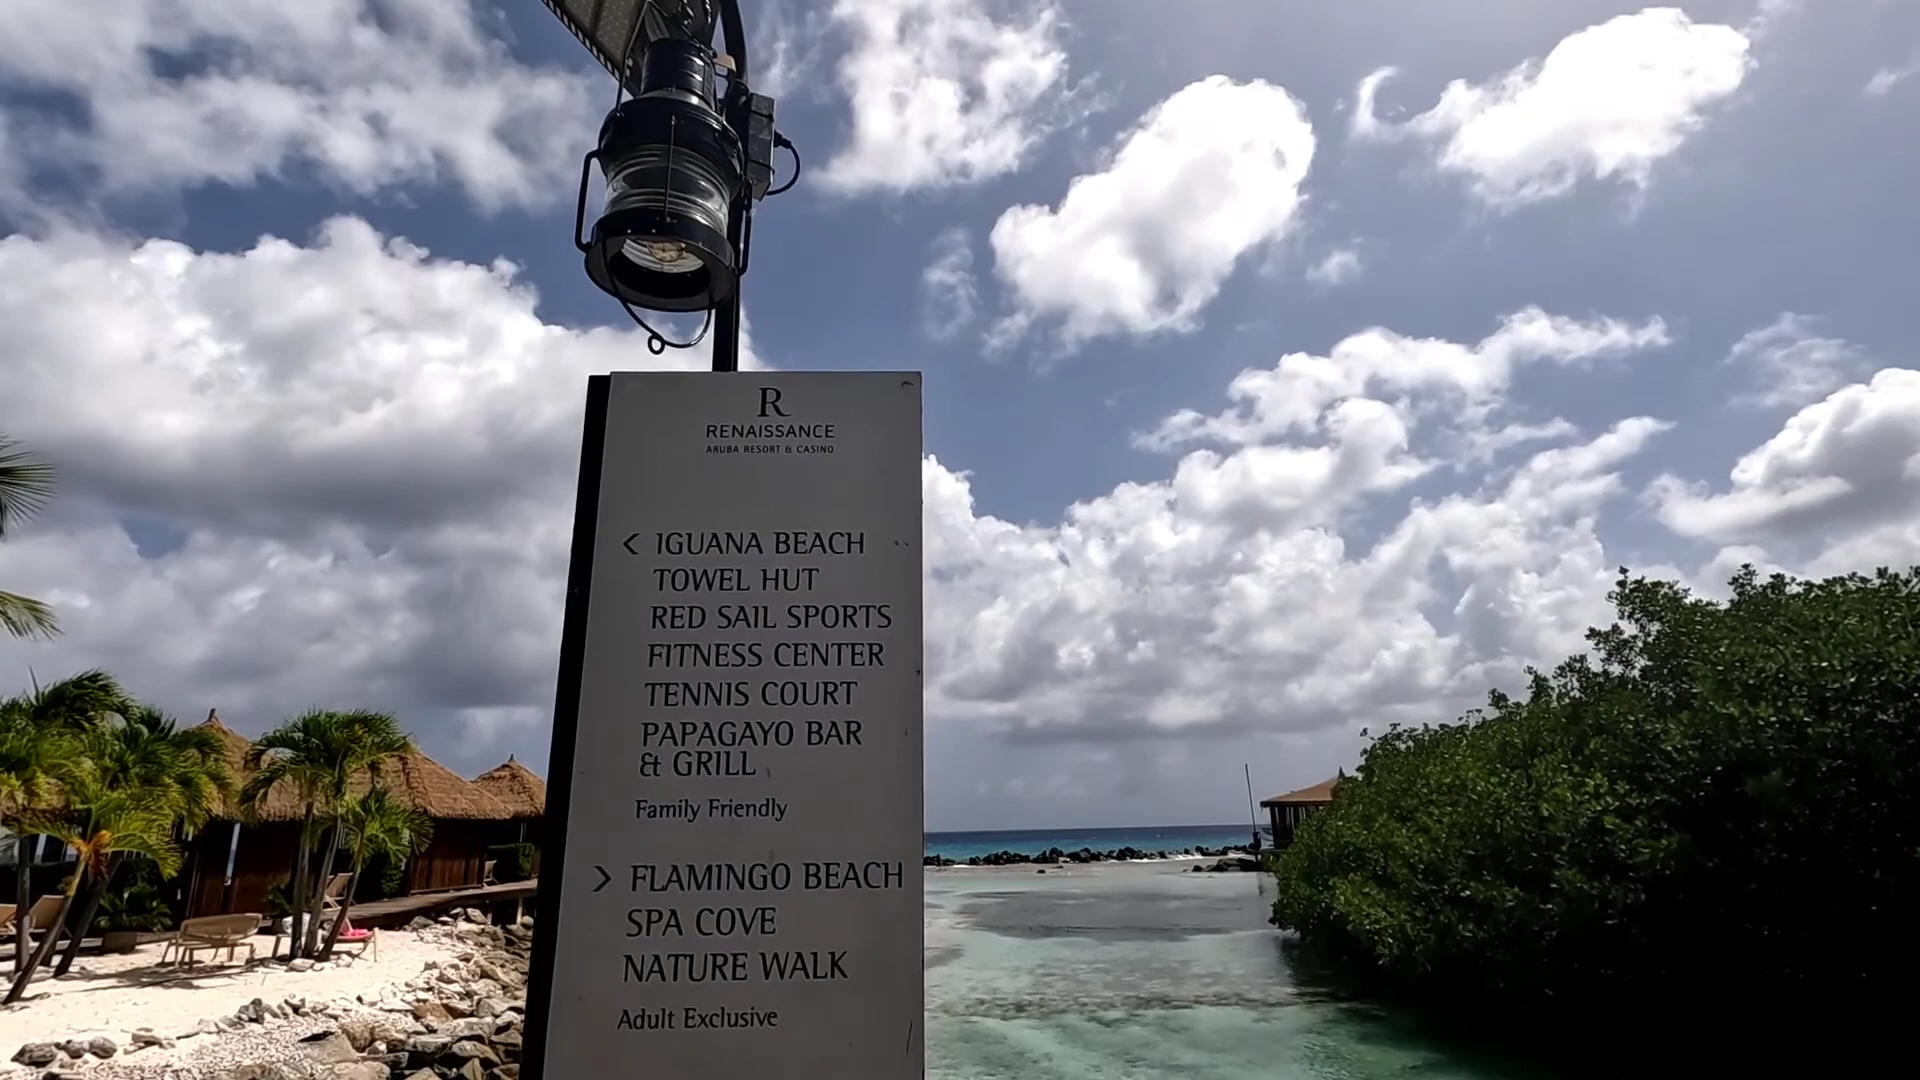 R
RENAISSANCE
ARUBA RESORT & CASINO
< IGUANA BEACH
TOWEL HUT
RED SAIL SPORTS
FITNESS CENTER
TENNIS COURT
PAPAGAYO BAR
& GRILL
Family Friendly
> FLAMINGO BEACH
SPA COVE
NATURE WALK
Adult Exclusive